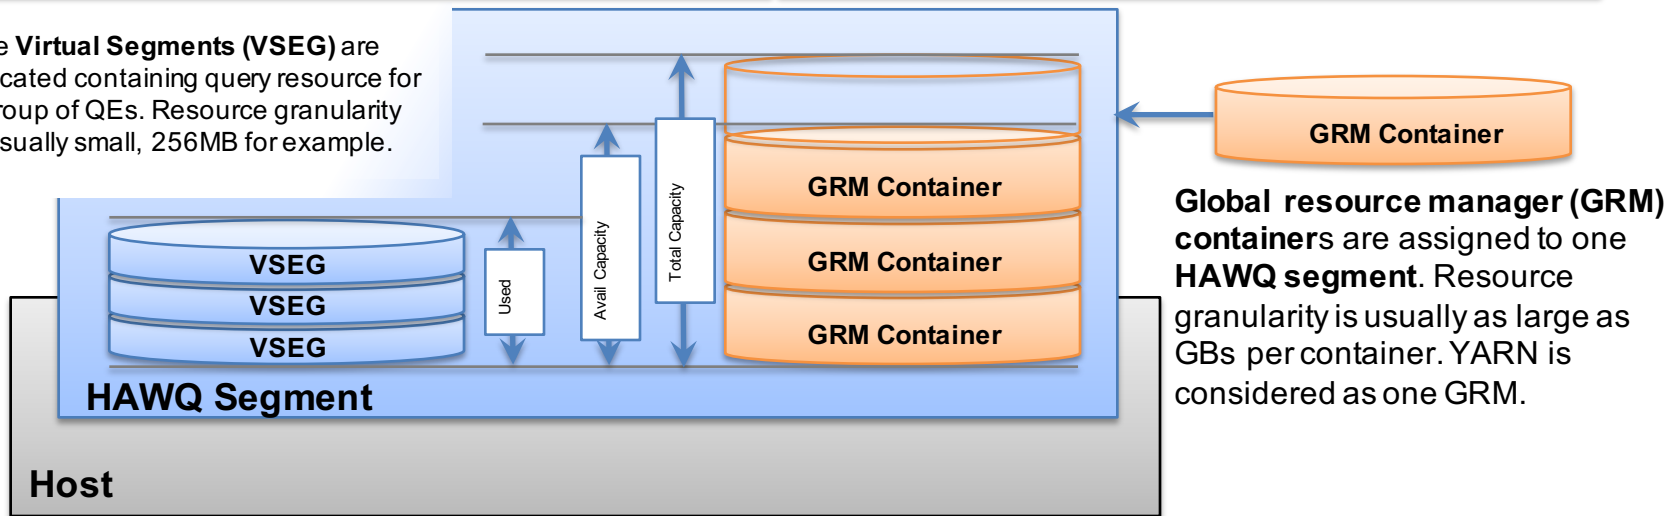 e Virtual Segments (VSEG) are
cated containing query resource for
roup of QEs. Resource granularity
sually small, 256MB for example.
GRM Container
GRM Container
GRM Container
GRM Container
VSEG
VSEG
VSEG
Used
Avail Capacity
Total Capacity
Global resource manager (GRM)
containers are assigned to one
HAWQ segment. Resource
granularity is usually as large as
GBs per container. YARN is
considered as one GRM.
HAWQ Segment
Host